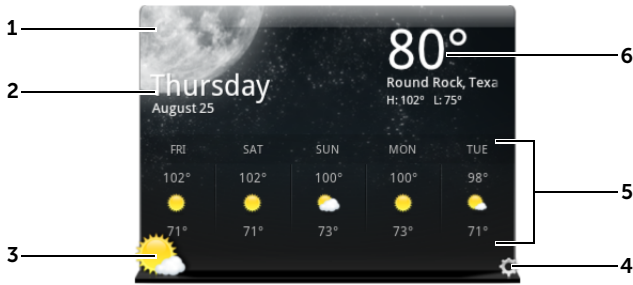 1
80°
6
Thursday
2
Round Rock, Texa
August 25
H: 102° L: 75°
FRI SAT SUN MON TUE
102° 102° 100° 100° 98°
5
71° 71° 73° 73° 71°
3
4